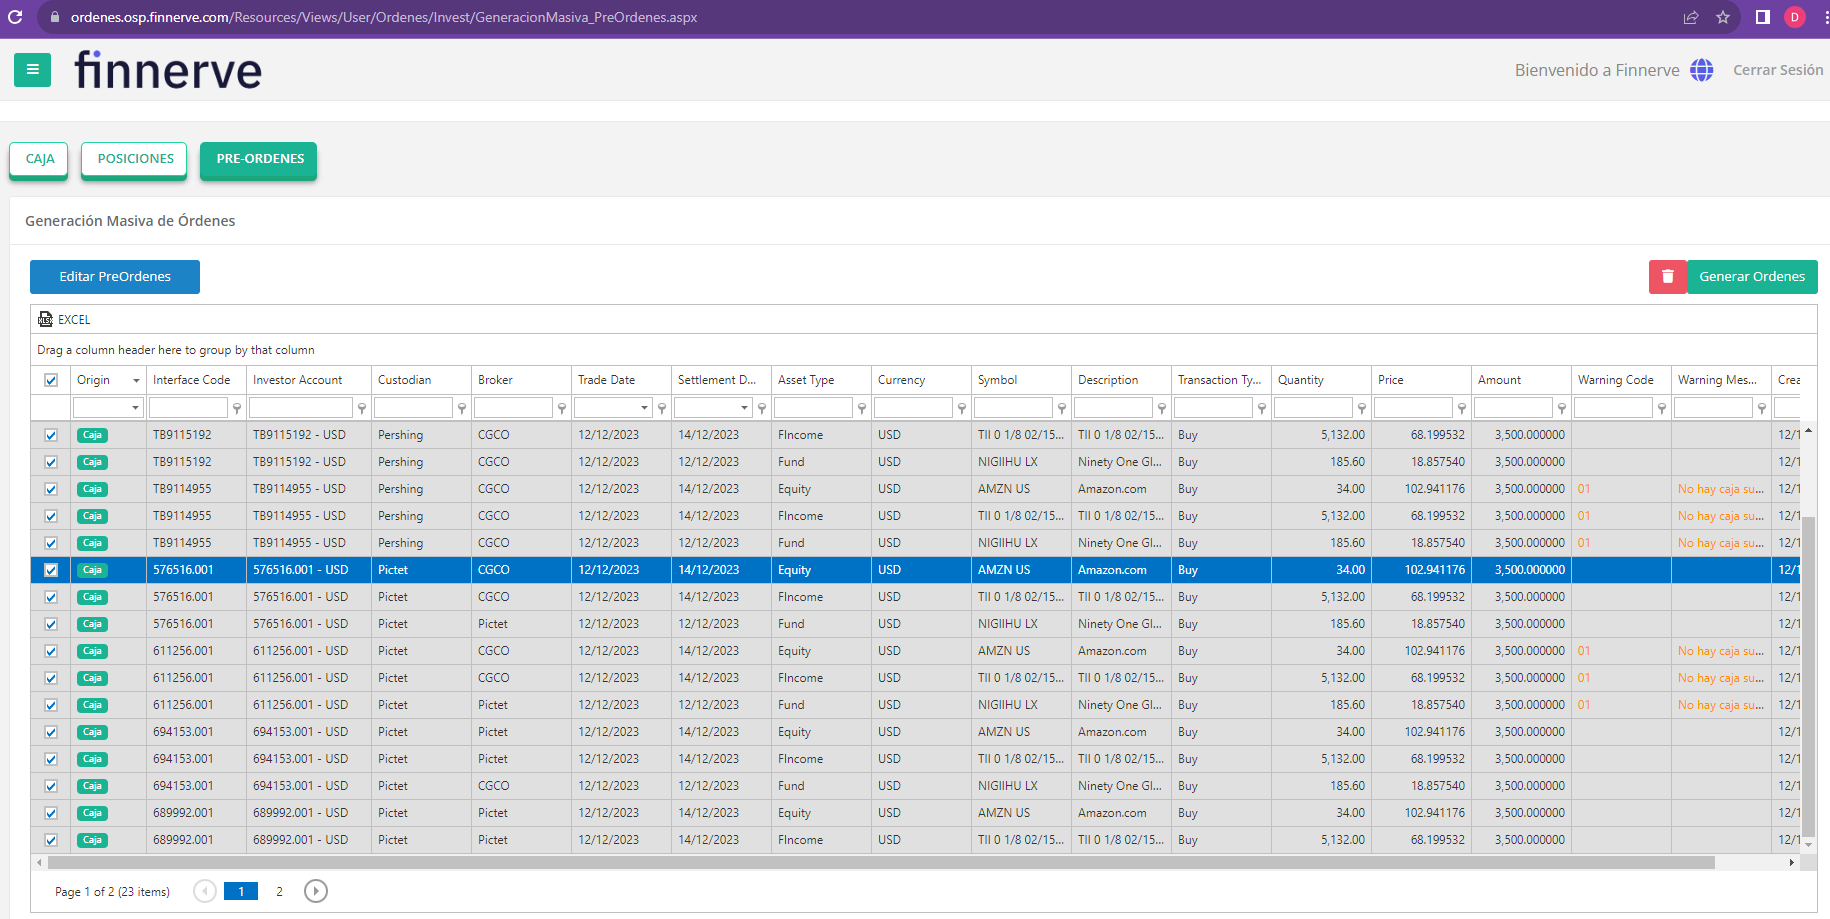 ordenes.osp.finnerve.com/Resources/Views/User/Ordenes/Invest/GeneracionMasiva_PreOrdenes.aspx D
finnerve Bienvenido a Finnerve Cerrar Sesión
CAJA POSICIONES PRE-ORDENES
Generación Masiva de Órdenes
Editar PreOrdenes Generar Ordenes
EXCEL
Drag a column header here to group by that column
Origin Interface Code Investor Account Custodian Broker Trade Date Settlement D... Asset Type Currency Symbol Description Transaction Ty... Quantity Price Amount Warning Code Warning Mes... Crea
Caja TB9115192 TB9115192 - USD Pershing CGCO 12/12/2023 14/12/2023 FIncome USD TII 0 1/8 02/15... TII 0 1/8 02/15... Buy 5,132.00 68.199532 3,500.000000 12/1
Caja TB9115192 TB9115192 - USD Pershing CGCO 12/12/2023 12/12/2023 Fund USD NIGIIHU LX Ninety One Gl... Buy 185.60 18.857540 3,500.000000 12/1
Caja TB9114955 TB9114955 - USD Pershing CGCO 12/12/2023 14/12/2023 Equity USD AMZN US Amazon.com Buy 34.00 102.941176 3,500.000000 01 No hay caja su... 12/1
Caja TB9114955 TB9114955 - USD Pershing CGCO 12/12/2023 14/12/2023 FIncome USD TII 0 1/8 02/15... TII 0 1/8 02/15... Buy 5,132.00 68.199532 3,500.000000 01 No hay caja su... 12/1
Caja TB9114955 TB9114955 - USD Pershing CGCO 12/12/2023 12/12/2023 Fund USD NIGIIHU LX Ninety One Gl... Buy 185.60 18.857540 3,500.000000 01 No hay caja su... 12/1
Caja 576516.001 576516.001 - USD Pictet CGCO 12/12/2023 14/12/2023 Equity USD AMZN US Amazon.com Buy 34.00 102.941176 3,500.000000 12/1
Caja 576516.001 576516.001 - USD Pictet CGCO 12/12/2023 14/12/2023 FIncome USD TII 0 1/8 02/15... TII 0 1/8 02/15... Buy 5,132.00 68.199532 3,500.000000 12/1
Caja 576516.001 576516.001 - USD Pictet Pictet 12/12/2023 12/12/2023 Fund USD NIGIIHU LX Ninety One Gl... Buy 185.60 18.857540 3,500.000000 12/1
Caja 611256.001 611256.001 - USD Pictet CGCO 12/12/2023 14/12/2023 Equity USD AMZN US Amazon.com Buy 34.00 102.941176 3,500.000000 01 No hay caja su... 12/1
Caja 611256.001 611256.001 - USD Pictet CGCO 12/12/2023 14/12/2023 FIncome USD TII 0 1/8 02/15... TII 0 1/8 02/15... Buy 5,132.00 68.199532 3,500.000000 01 No hay caja su... 12/1
Caja 611256.001 611256.001 - USD Pictet CGCO 12/12/2023 12/12/2023 Fund USD NIGIIHU LX Ninety One Gl... Buy 185.60 18.857540 3,500.000000 01 No hay caja su... 12/1
Caja 694153.001 694153.001 - USD Pictet Pictet 12/12/2023 14/12/2023 Equity USD AMZN US Amazon.com Buy 34.00 102.941176 3,500.000000 12/1
Caja 694153.001 694153.001 - USD Pictet Pictet 12/12/2023 14/12/2023 FIncome USD TII 0 1/8 02/15... TII 0 1/8 02/15... Buy 5,132.00 68.199532 3,500.000000 12/1
Caja 694153.001 694153.001 - USD Pictet CGCO 12/12/2023 12/12/2023 Fund USD NIGIIHU LX Ninety One Gl... Buy 185.60 18.857540 3,500.000000 12/1
Caja 689992.001 689992.001 - USD Pictet Pictet 12/12/2023 14/12/2023 Equity USD AMZN US Amazon.com Buy 34.00 102.941176 3,500.000000 12/1
Caja 689992.001 689992.001 - USD Pictet Pictet 12/12/2023 14/12/2023 FIncome USD TII 0 1/8 02/15... TII 0 1/8 02/15... Buy 5,132.00 68.199532 3,500.000000 12/1
Page 1 of 2 (23 items) 1 2